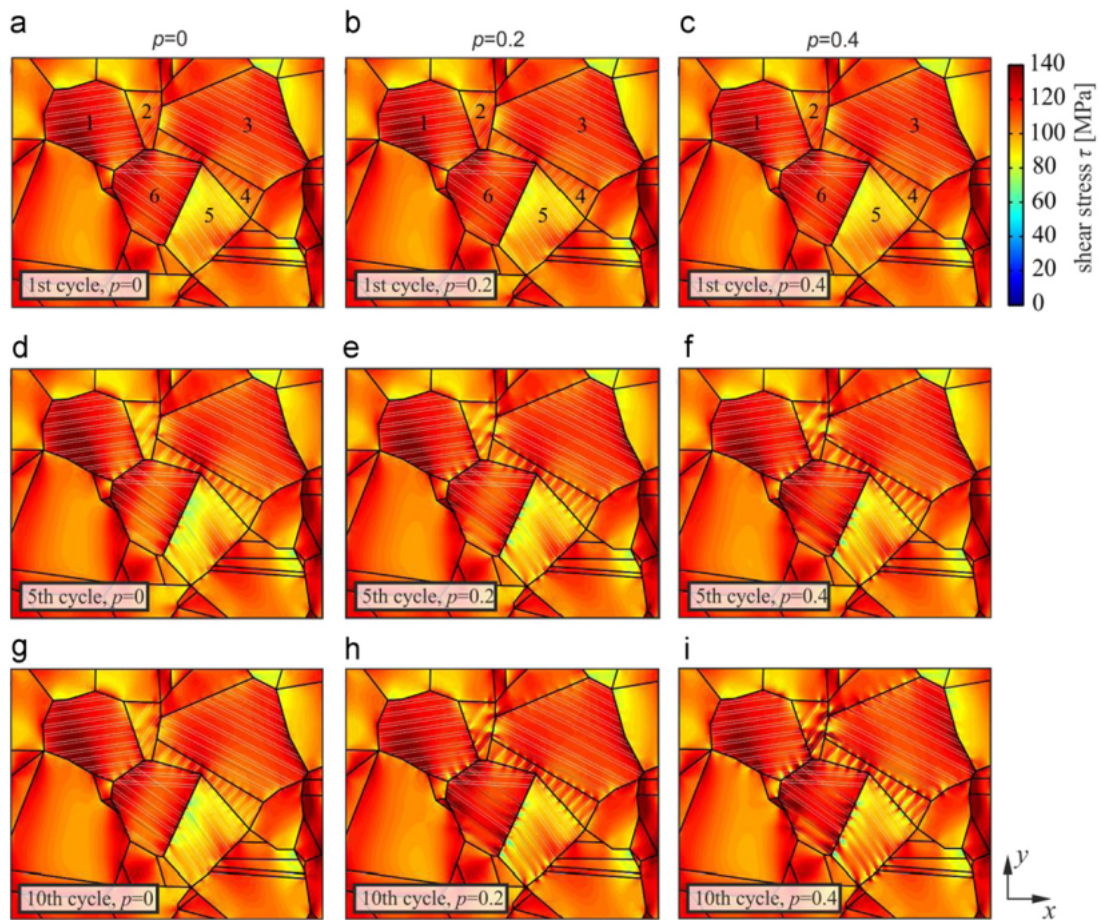 a
b
c
p=0
p=0.2
p=0.4
1
2
3
4
5
6
1st cycle, p=0
1
2
3
4
5
6
1st cycle, p=0.2
1
2
3
4
5
6
1st cycle, p=0.4
140
120
100
80
60
40
20
0
shear stress τ [MPa]
d
e
f
5th cycle, p=0
5th cycle, p=0.2
5th cycle, p=0.4
g
h
i
10th cycle, p=0
10th cycle, p=0.2
10th cycle, p=0.4
y
x